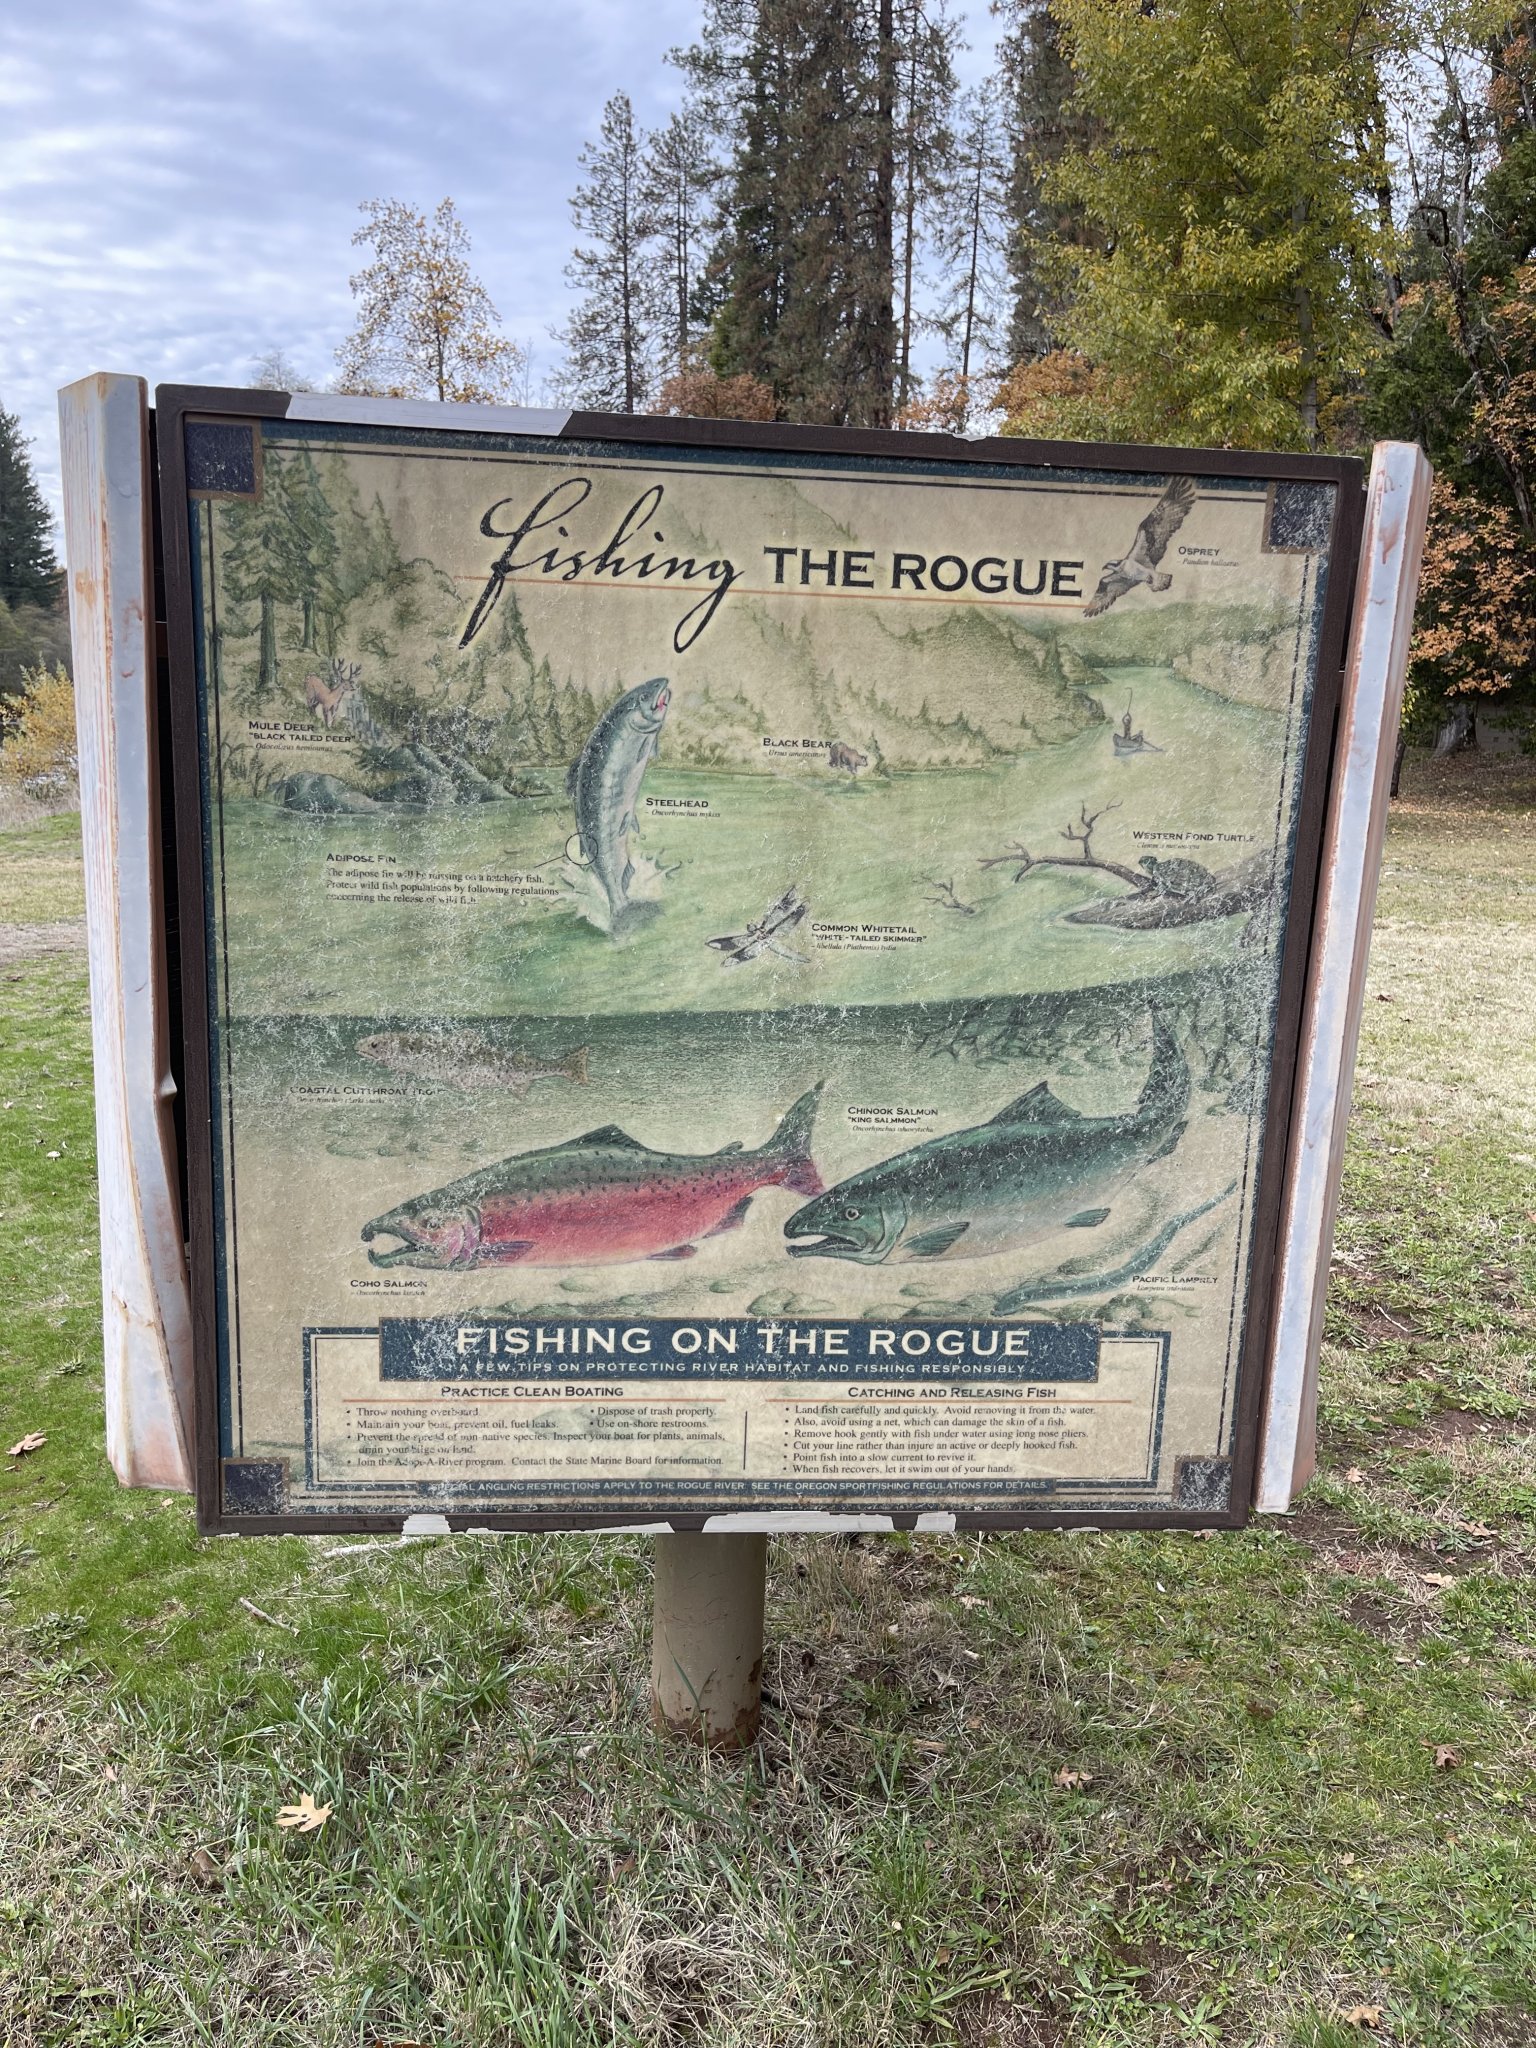 fishing THE ROGUE
OSPREY
Pandion haliaetus
MULE DEER
"BLACK TAILED DEER"
Odocoileus hemionus
BLACK BEAR
Ursus americanus
STEELHEAD
Oncorhynchus mykiss
WESTERN POND TURTLE
ADIPOSE FIN
The adipose fin will be missing on a hatchery fish.
Protect wild fish populations by following regulations
concerning the release of wild fish.
COMMON WHITETAIL
"WHITE-TAILED SKIMMER"
libellula (Plathemis) lydia
COASTAL CUTTHROAT TROUT
CHINOOK SALMON
"KING SALMMON"
Oncorhynchus tshawytscha
COHO SALMON
Oncorhynchus kisutch
PACIFIC LAMPREY
Lampetra tridentata
FISHING ON THE ROGUE
A FEW TIPS ON PROTECTING RIVER HABITAT AND FISHING RESPONSIBLY
PRACTICE CLEAN BOATING
• Throw nothing overboard.
• Dispose of trash properly.
• Maintain your boat, prevent oil, fuel leaks.
• Use on-shore restrooms.
• Prevent the spread of non-native species. Inspect your boat for plants, animals,
drain your bilge on land.
• Join the Adopt-A-River program. Contact the State Marine Board for information.
CATCHING AND RELEASING FISH
• Land fish carefully and quickly. Avoid removing it from the water.
• Also, avoid using a net, which can damage the skin of a fish.
• Remove hook gently with fish under water using long nose pliers.
• Cut your line rather than injure an active or deeply hooked fish.
• Point fish into a slow current to revive it.
• When fish recovers, let it swim out of your hands.
SPECIAL ANGLING RESTRICTIONS APPLY TO THE ROGUE RIVER. SEE THE OREGON SPORTFISHING REGULATIONS FOR DETAILS.